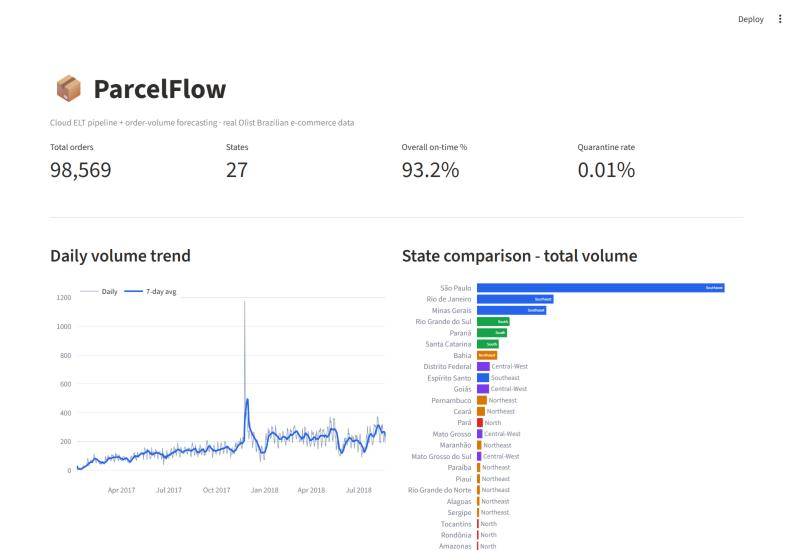 Deploy
ParcelFlow
Cloud ELT pipeline + order-volume forecasting · real Olist Brazilian e-commerce data
Total orders
98,569
States
27
Overall on-time %
93.2%
Quarantine rate
0.01%
Daily volume trend
Daily
7-day avg
1200
1000
800
600
400
200
0
Apr 2017
Jul 2017
Oct 2017
Jan 2018
Apr 2018
Jul 2018
State comparison - total volume
São Paulo Southeast
Rio de Janeiro Southeast
Minas Gerais Southeast
Rio Grande do Sul South
Paraná South
Santa Catarina South
Bahia Northeast
Distrito Federal Central-West
Espírito Santo Southeast
Goiás Central-West
Pernambuco Northeast
Ceará Northeast
Pará North
Mato Grosso Central-West
Maranhão Northeast
Mato Grosso do Sul Central-West
Paraíba Northeast
Piauí Northeast
Rio Grande do Norte Northeast
Alagoas Northeast
Sergipe Northeast
Tocantins North
Rondônia North
Amazonas North